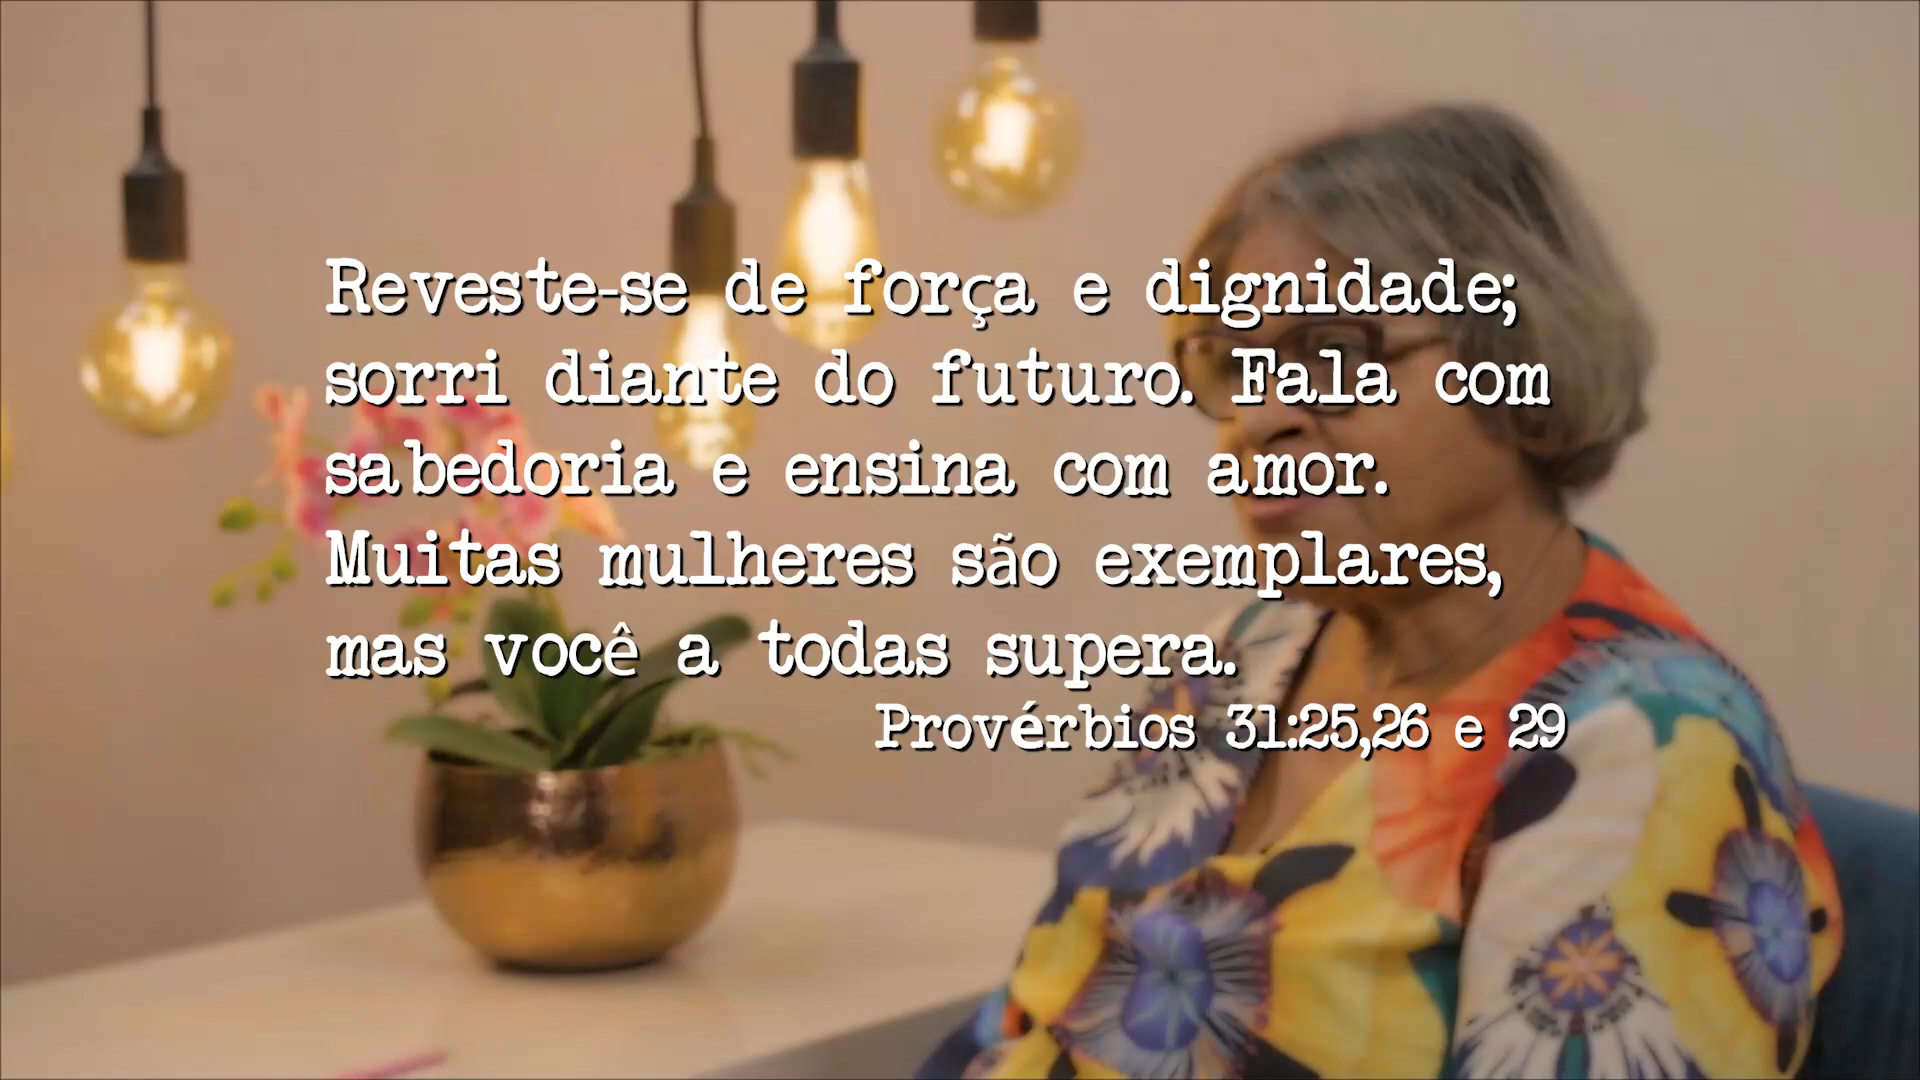 Reveste-se de força e dignidade;
sorri diante do futuro. Fala com
sabedoria e ensina com amor.
Muitas mulheres são exemplares,
mas você a todas supera.
Provérbios 31:25,26 e 29